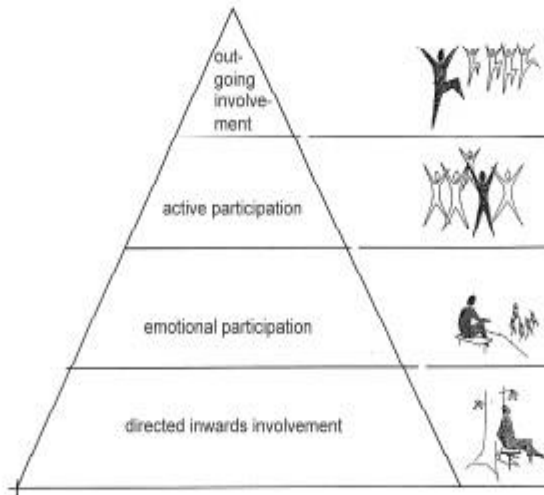 out-
going
involve-
ment
active participation
emotional participation
directed inwards involvement